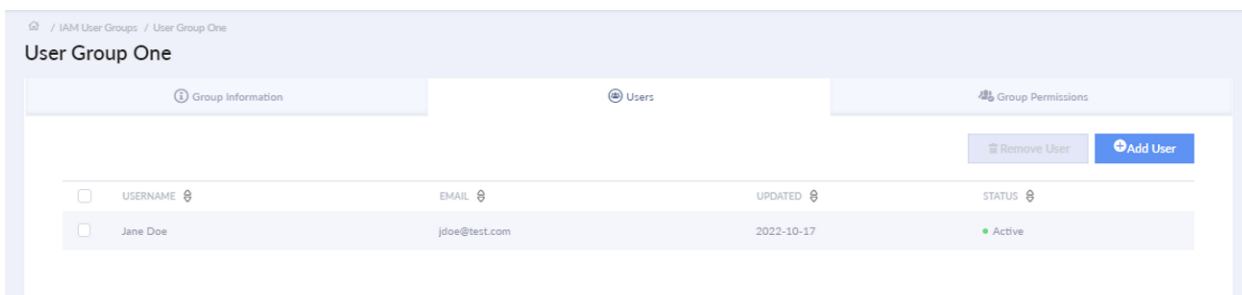 / IAM User Groups / User Group One
User Group One
Group Information
Users
Group Permissions
Remove User
Add User
USERNAME EMAIL UPDATED STATUS
Jane Doe jdoe@test.com 2022-10-17 Active